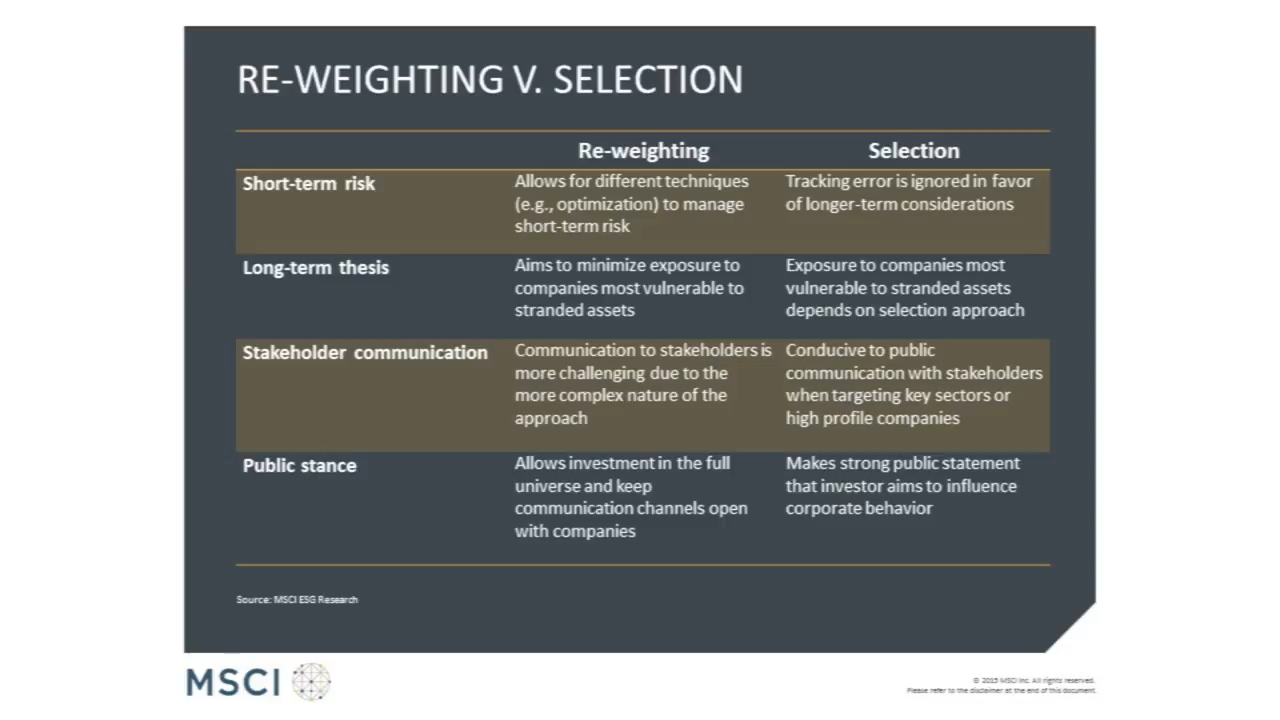 RE-WEIGHTING V. SELECTION
Re-weighting
Selection
Short-term risk
Allows for different techniques
(e.g., optimization) to manage
short-term risk
Tracking error is ignored in favor
of longer-term considerations
Long-term thesis
Aims to minimize exposure to
companies most vulnerable to
stranded assets
Exposure to companies most
vulnerable to stranded assets
depends on selection approach
Stakeholder communication
Communication to stakeholders is
more challenging due to the
more complex nature of the
approach
Conducive to public
communication with stakeholders
when targeting key sectors or
high profile companies
Public stance
Allows investment in the full
universe and keep
communication channels open
with companies
Makes strong public statement
that investor aims to influence
corporate behavior
Source: MSCI ESG Research
MSCI
© 2015 MSCI Inc. All rights reserved.
Please refer to the disclaimer at the end of this document.